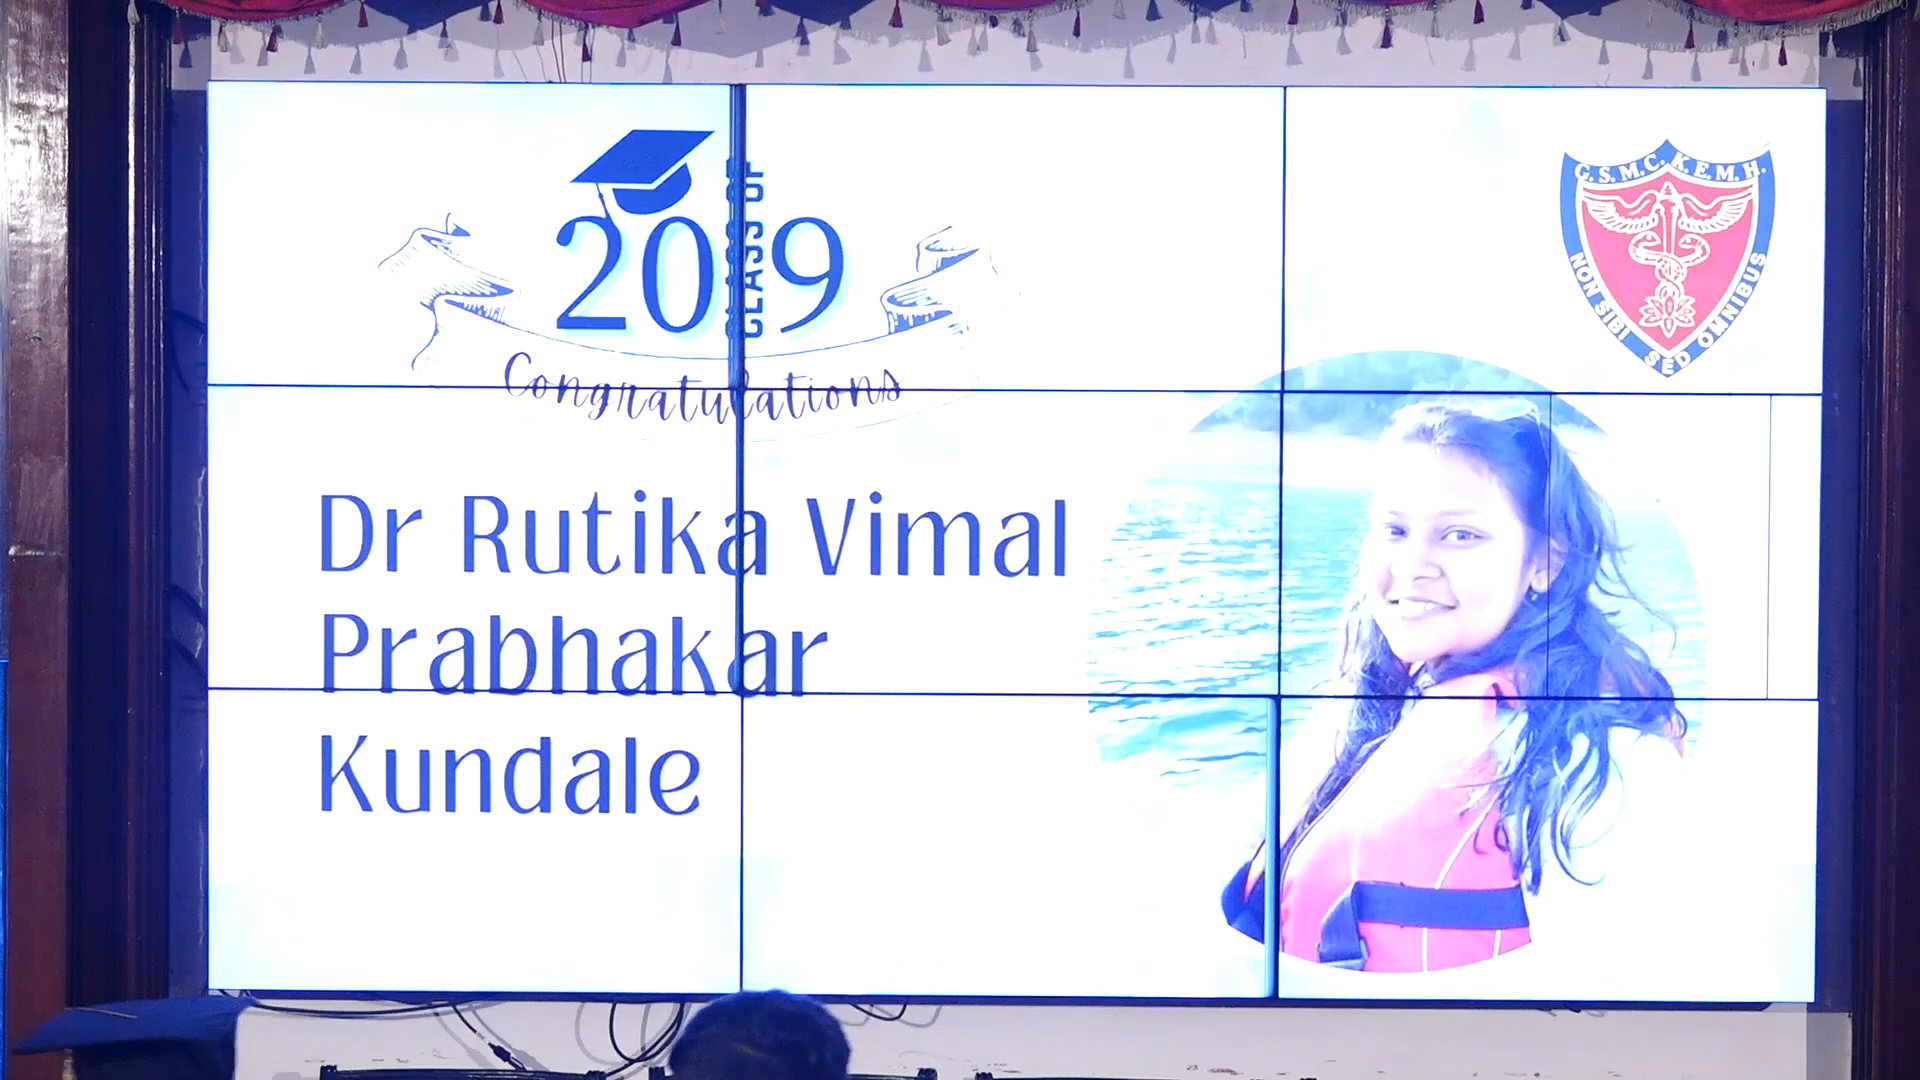 CLASS OF
2019
G.S.M.C. K.E.M.H.
NON SIBI SED OMNIBUS
Congratulations
Dr Rutika Vimal
Prabhakar
Kundale